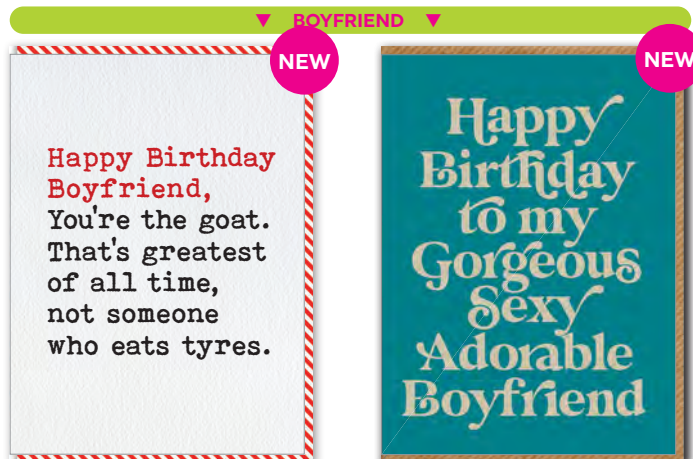 ▼ BOYFRIEND ▼
NEW
Happy Birthday
Boyfriend,
You're the goat.
That's greatest
of all time,
not someone
who eats tyres.
NEW
Happy
Birthday
to my
Gorgeous
Sexy
Adorable
Boyfriend